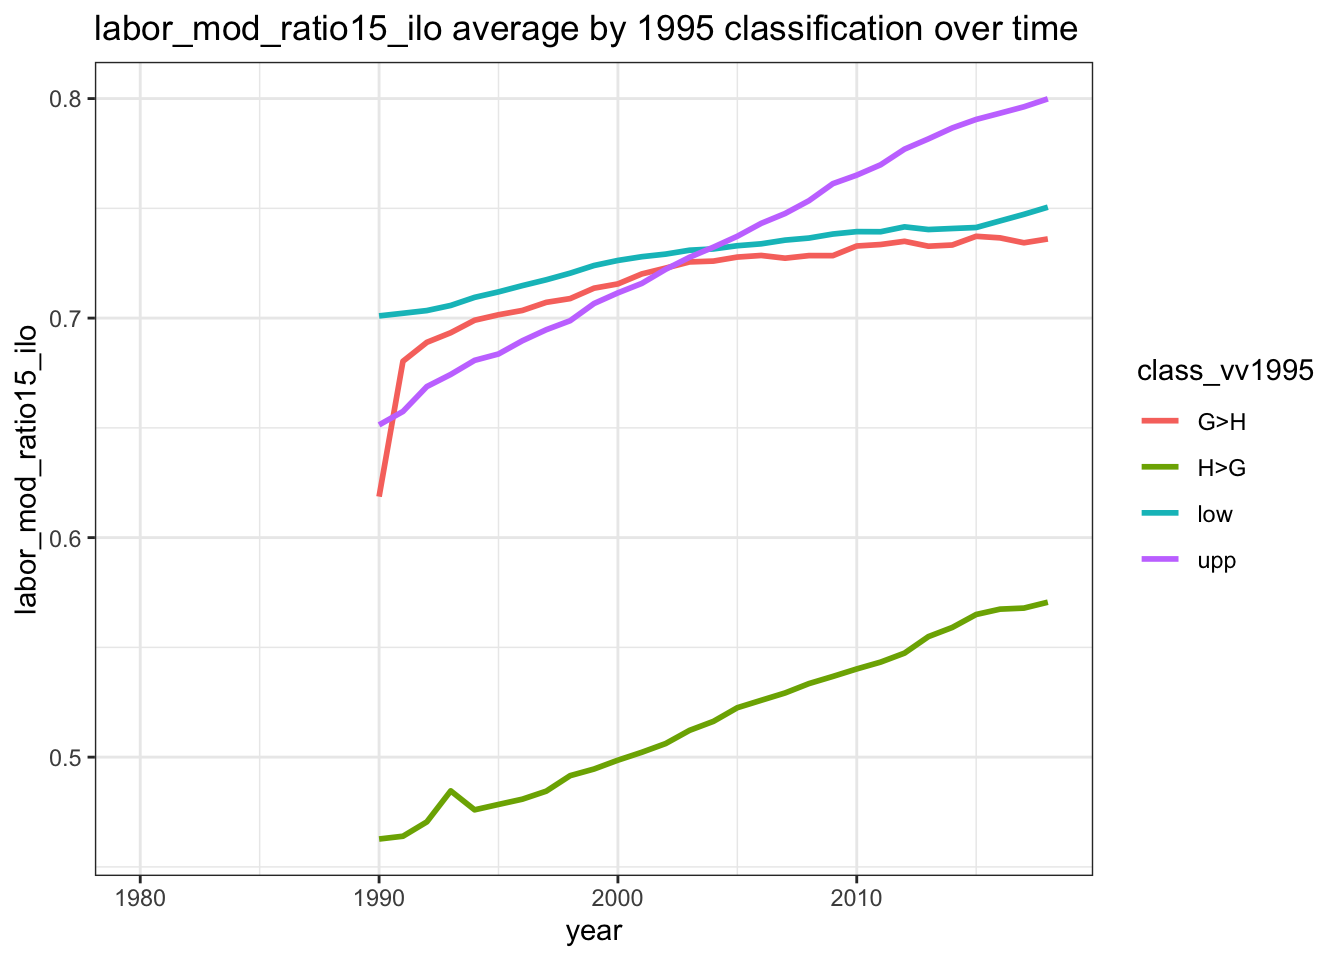 labor_mod_ratio15_ilo average by 1995 classification over time
labor_mod_ratio15_ilo
0.8
0.7
0.6
0.5
1980
1990
2000
2010
year
class_vv1995
G>H
H>G
low
upp